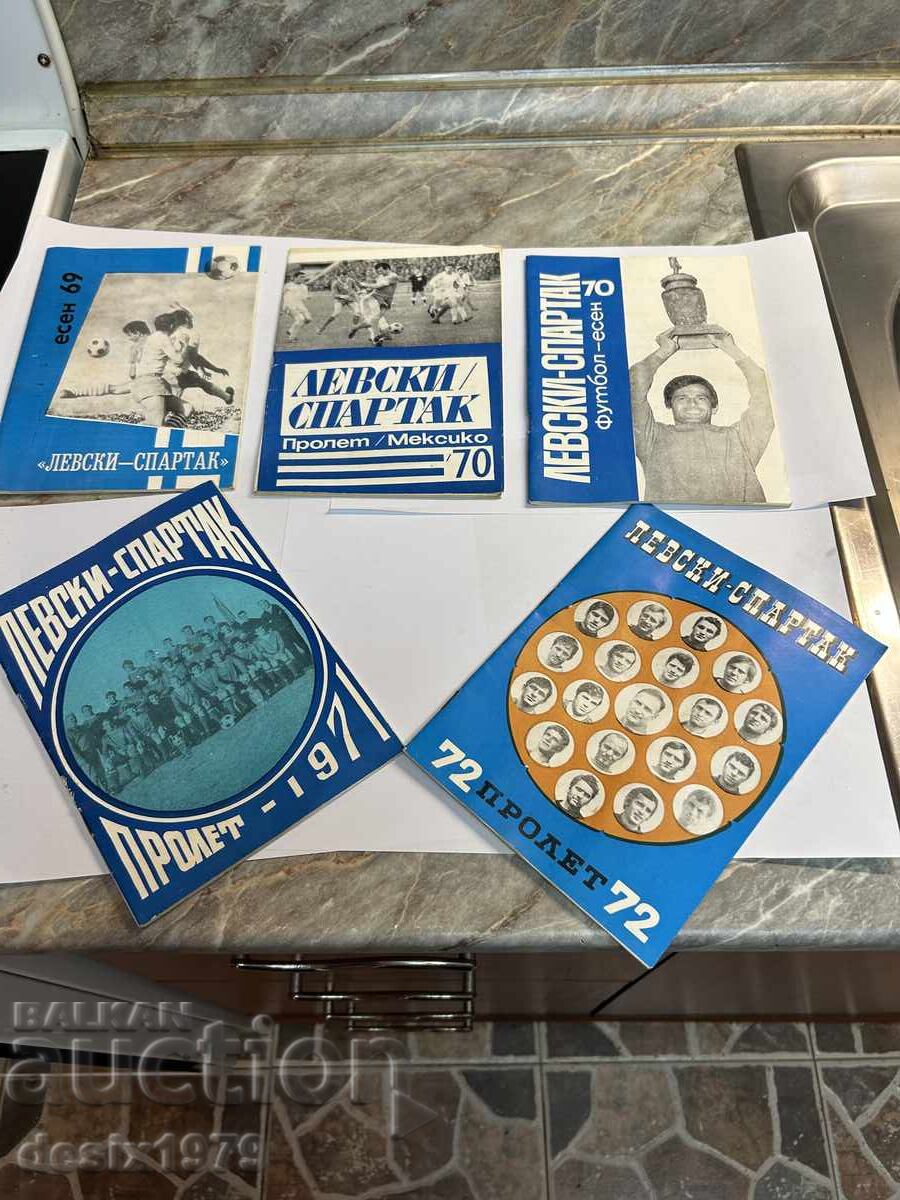 есен 69
«ЛЕВСКИ—СПАРТАК»
ЛЕВСКИ/
СПАРТАК
Пролет/Мексико
'70
ЛЕВСКИ-СПАРТАК 70
Футбол-есен
ЛЕВСКИ-СПАРТАК
ПРОЛЕТ - 1971
ЛЕВСКИ-СПАРТАК
72 ПРОЛЕТ 72
BALKAN
auction
desix1979